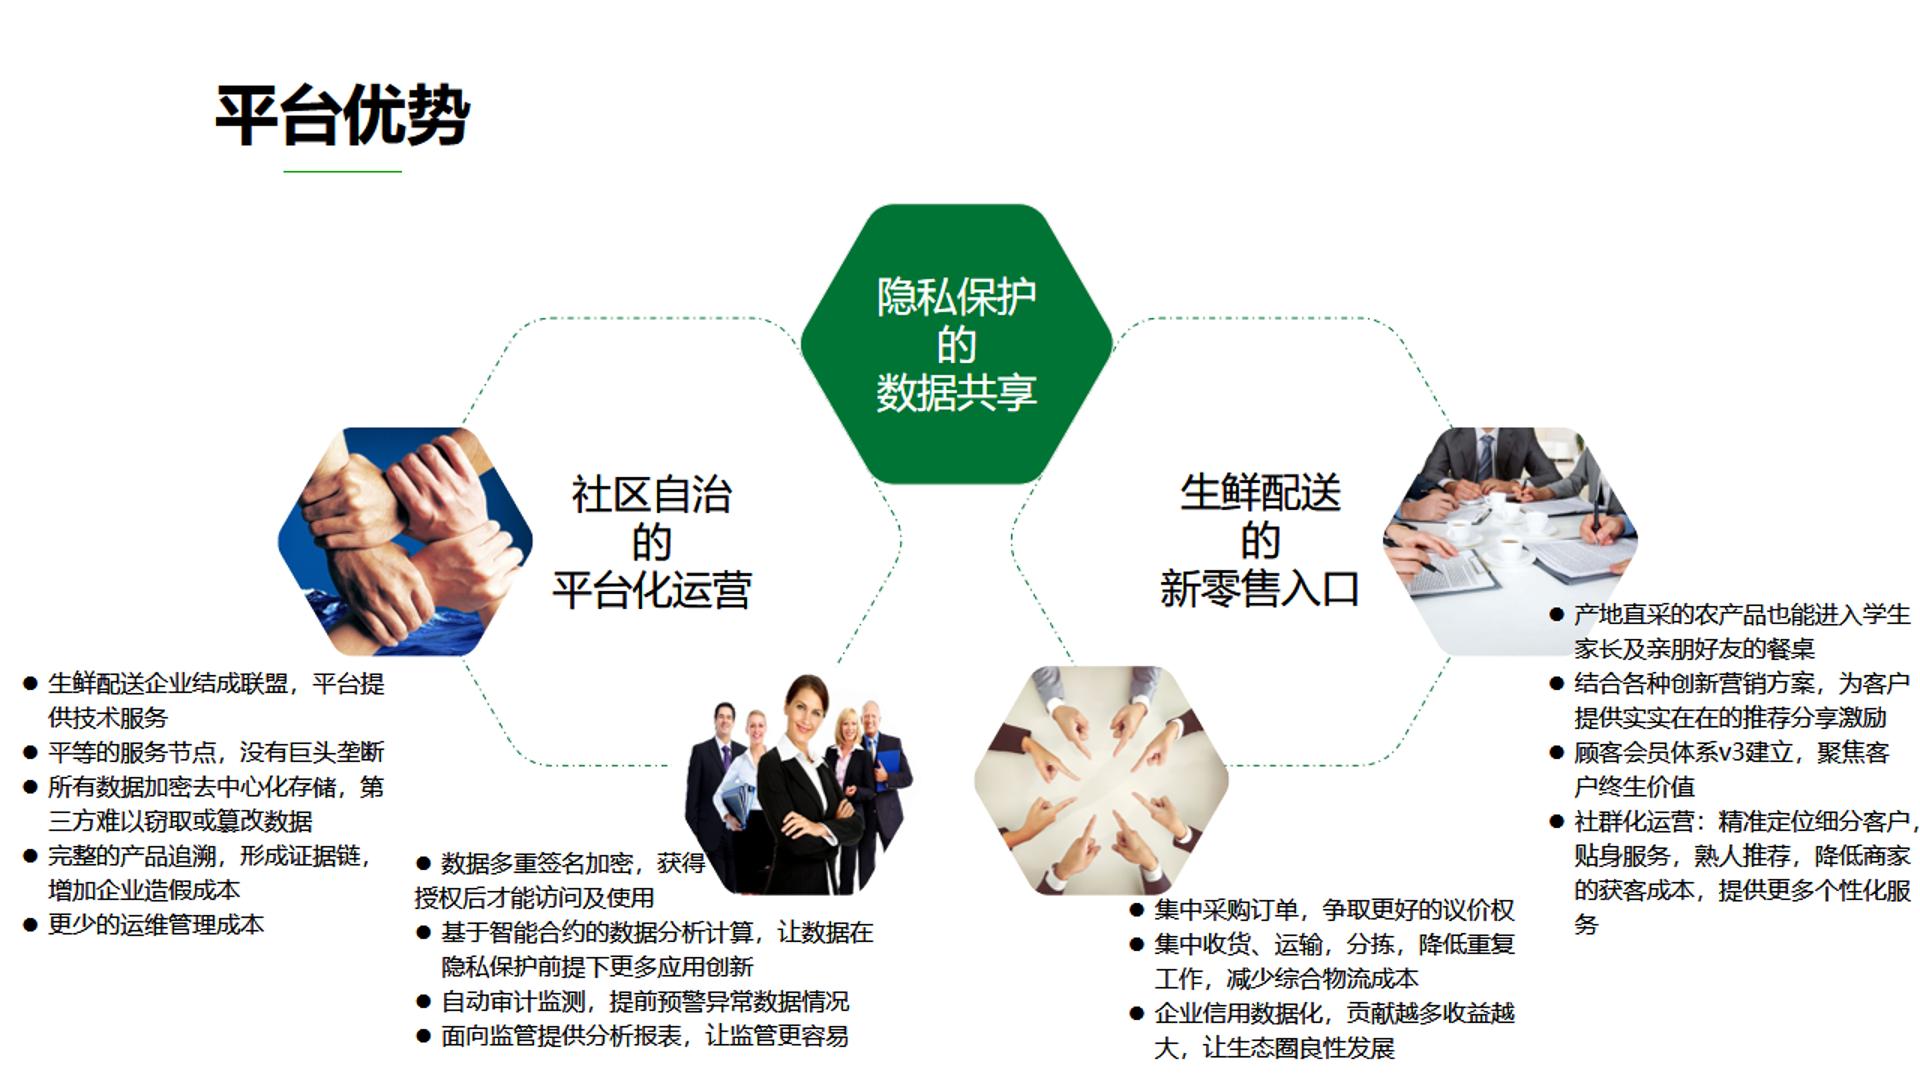 平台优势
隐私保护
的
数据共享
社区自治
的
平台化运营
生鲜配送
的
新零售入口
● 生鲜配送企业结成联盟，平台提
供技术服务
● 平等的服务节点，没有巨头垄断
● 所有数据加密去中心化存储，第
三方难以窃取或篡改数据
● 完整的产品追溯，形成证据链，
增加企业造假成本
● 更少的运维管理成本
● 数据多重签名加密，获得
授权后才能访问及使用
● 基于智能合约的数据分析计算，让数据在
隐私保护前提下更多应用创新
● 自动审计监测，提前预警异常数据情况
● 面向监管提供分析报表，让监管更容易
● 集中采购订单，争取更好的议价权
● 集中收货、运输，分拣，降低重复
工作，减少综合物流成本
● 企业信用数据化，贡献越多收益越
大，让生态圈良性发展
● 产地直采的农产品也能进入学生
家长及亲朋好友的餐桌
● 结合各种创新营销方案，为客户
提供实实在在的推荐分享激励
● 顾客会员体系v3建立，聚焦客
户终生价值
● 社群化运营：精准定位细分客户，
贴身服务，熟人推荐，降低商家
的获客成本，提供更多个性化服
务